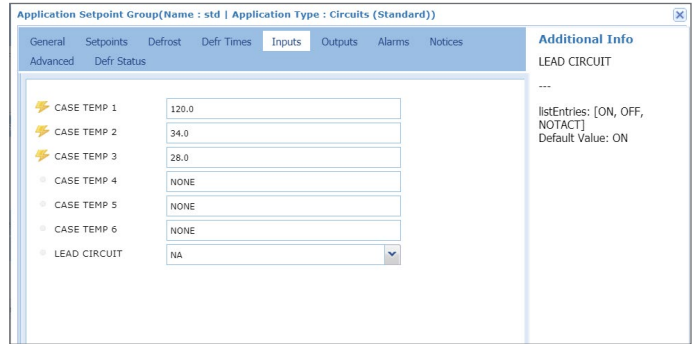 Application Setpoint Group(Name : std | Application Type : Circuits (Standard))
General Setpoints Defrost Defr Times Inputs Outputs Alarms Notices
Advanced Defr Status
CASE TEMP 1 120.0
CASE TEMP 2 34.0
CASE TEMP 3 28.0
CASE TEMP 4 NONE
CASE TEMP 5 NONE
CASE TEMP 6 NONE
LEAD CIRCUIT NA
Additional Info
LEAD CIRCUIT
---
listEntries: [ON, OFF,
NOTACT]
Default Value: ON